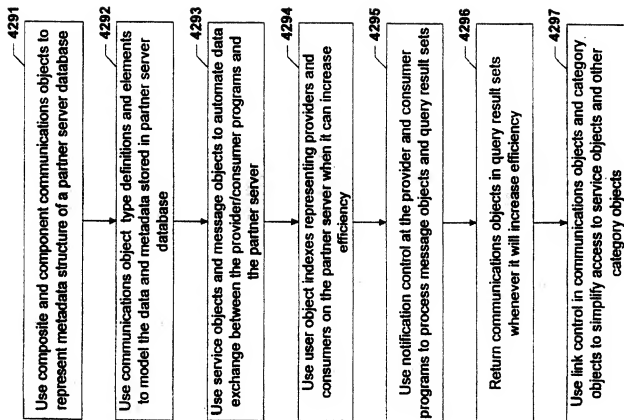 4291
Use composite and component communications objects to
represent metadata structure of a partner server database
4292
Use communications object type definitions and elements
to model the data and metadata stored in partner server
database
4293
Use service objects and message objects to automate data
exchange between the provider/consumer programs and
the partner server
4294
Use user object indexes representing providers and
consumers on the partner server when it can increase
efficiency
4295
Use notification control at the provider and consumer
programs to process message objects and query result sets
4296
Return communications objects in query result sets
whenever it will increase efficiency
4297
Use link control in communications objects and category
objects to simplify access to service objects and other
category objects